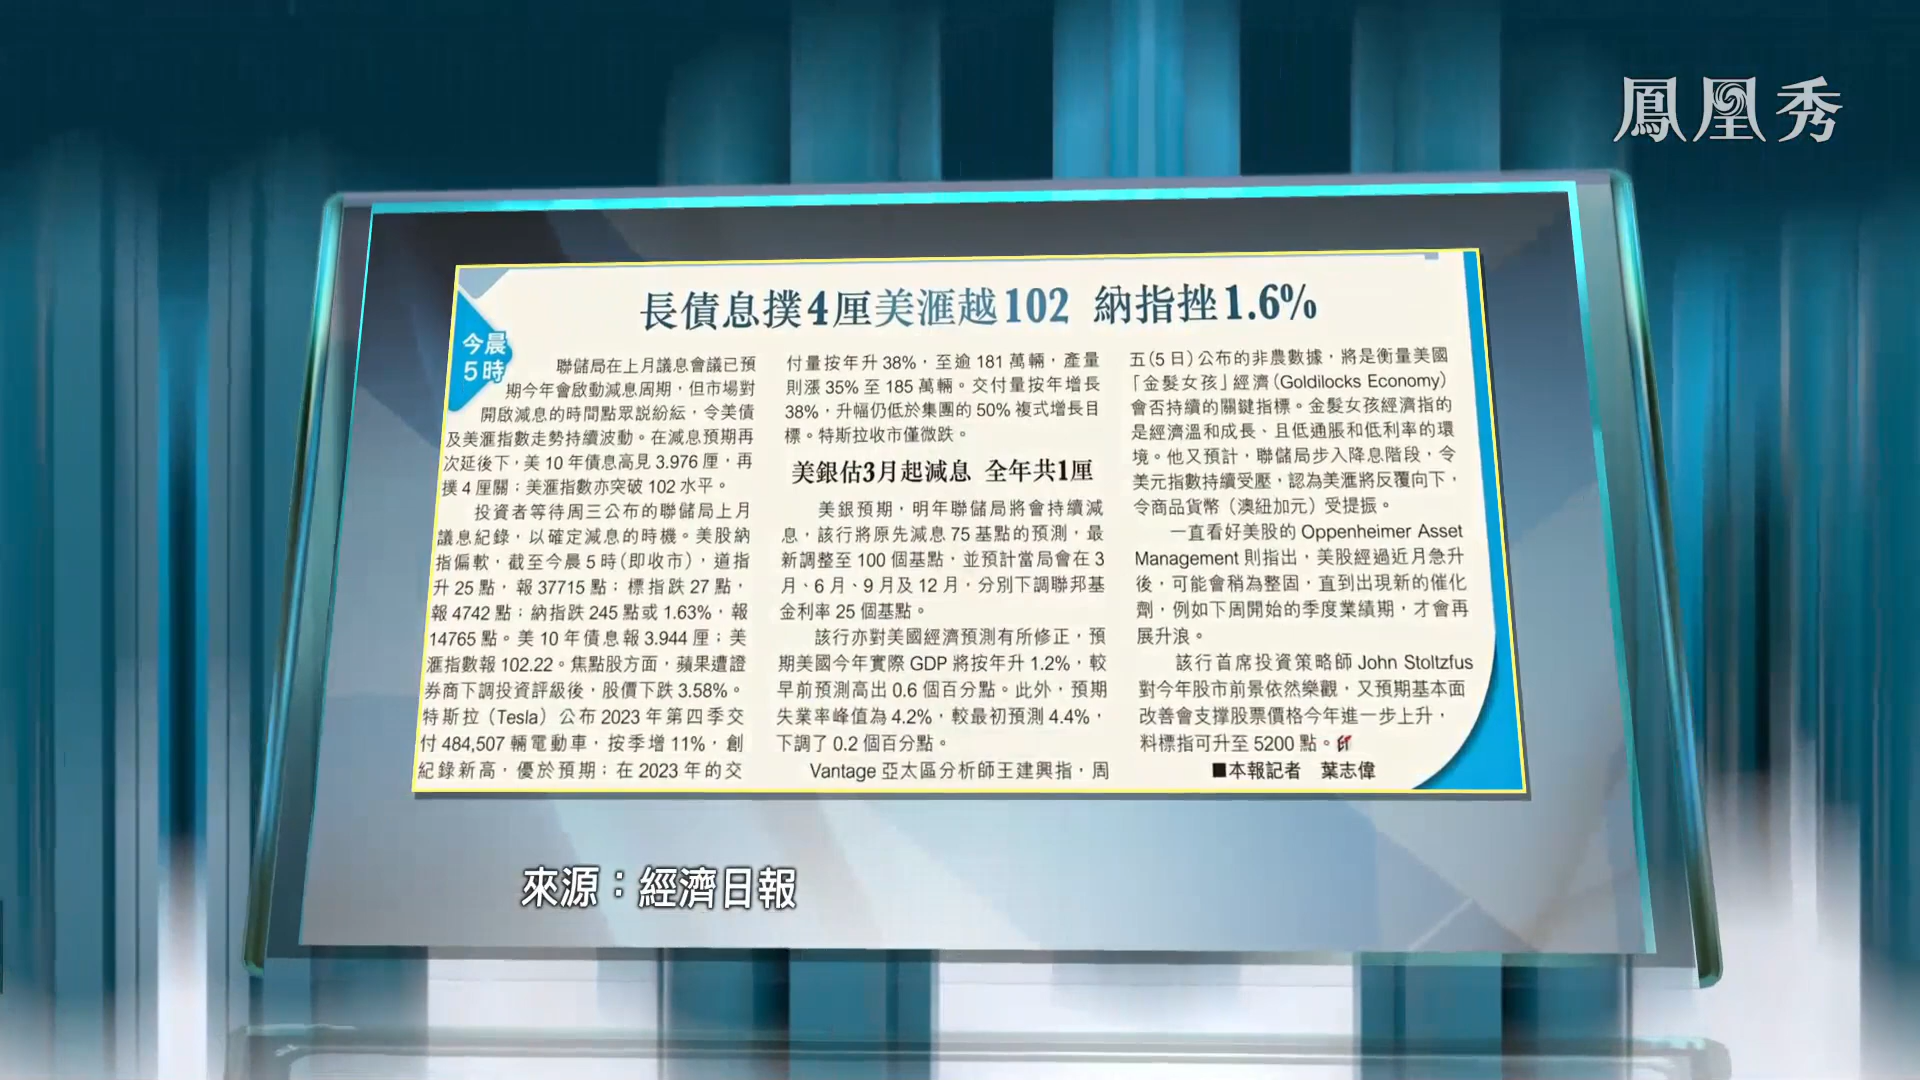 鳳凰秀
長債息撲4厘美滙越102 納指挫1.6%
今晨
5時
聯儲局在上月議息會議已預
期今年會啟動減息周期，但市場對
開啟減息的時間點眾説紛紜，令美債
及美滙指數走勢持續波動。在減息預期再
次延後下，美10年債息高見3.976厘，再
撲4厘關；美滙指數亦突破102水平。
投資者等待周三公布的聯儲局上月
議息紀錄，以確定減息的時機。美股納
指偏軟，截至今晨5時（即收市），道指
升25點，報37715點；標指跌27點，
報4742點；納指跌245點或1.63%，報
14765點。美10年債息報3.944厘；美
滙指數報102.22。焦點股方面，蘋果遭證
券商下調投資評級後，股價下跌3.58%。
特斯拉（Tesla）公布2023年第四季交
付484,507輛電動車，按季增11%，創
紀錄新高，優於預期；在2023年的交
付量按年升38%，至逾181萬輛，產量
則漲35%至185萬輛。交付量按年增長
38%，升幅仍低於集團的50%複式增長目
標。特斯拉收市僅微跌。
美銀估3月起減息 全年共1厘
美銀預期，明年聯儲局將會持續減
息，該行將原先減息75基點的預測，最
新調整至100個基點，並預計當局會在3
月、6月、9月及12月，分別下調聯邦基
金利率25個基點。
該行亦對美國經濟預測有所修正，預
期美國今年實際GDP將按年升1.2%，較
早前預測高出0.6個百分點。此外，預期
失業率峰值為4.2%，較最初預測4.4%，
下調了0.2個百分點。
Vantage亞太區分析師王建興指，周
五（5日）公布的非農數據，將是衡量美國
「金髮女孩」經濟（Goldilocks Economy）
會否持續的關鍵指標。金髮女孩經濟指的
是經濟溫和成長、且低通脹和低利率的環
境。他又預計，聯儲局步入降息階段，令
美元指數持續受壓，認為美滙將反覆向下，
令商品貨幣（澳紐加元）受提振。
一直看好美股的Oppenheimer Asset
Management則指出，美股經過近月急升
後，可能會稍為整固，直到出現新的催化
劑，例如下周開始的季度業績期，才會再
展升浪。
該行首席投資策略師John Stoltzfus
對今年股市前景依然樂觀，又預期基本面
改善會支撐股票價格今年進一步上升，
料標指可升至5200點。
■本報記者 葉志偉
來源：經濟日報